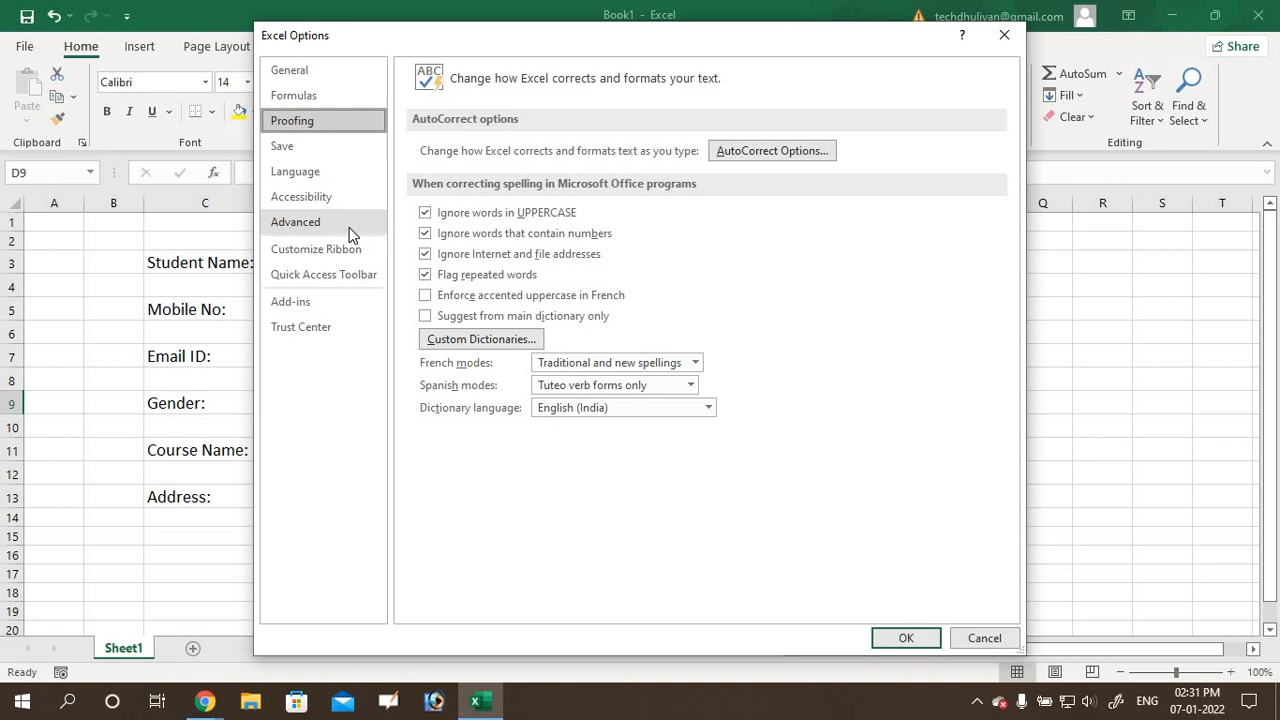 Book1 - Excel
techdhulivan@gmail.com
File
Home
Insert
Page Layout
Share
Excel Options
?
Paste
Clipboard
Calibri
14
B
I
U
Font
AutoSum
Fill
Clear
Sort &
Filter
Find &
Select
Editing
D9
fx
General
Formulas
Proofing
Save
Language
Accessibility
Advanced
Customize Ribbon
Quick Access Toolbar
Add-ins
Trust Center
ABC
Change how Excel corrects and formats your text.
AutoCorrect options
Change how Excel corrects and formats text as you type:
AutoCorrect Options...
When correcting spelling in Microsoft Office programs
Ignore words in UPPERCASE
Ignore words that contain numbers
Ignore Internet and file addresses
Flag repeated words
Enforce accented uppercase in French
Suggest from main dictionary only
Custom Dictionaries...
French modes: Traditional and new spellings
Spanish modes: Tuteo verb forms only
Dictionary language: English (India)
OK
Cancel
A B C Q R S T
1
2
3 Student Name:
4
5 Mobile No:
6
7 Email ID:
8
9 Gender:
10
11 Course Name:
12
13 Address:
14
15
16
17
18
19
20
Sheet1
Ready
100%
ENG
02:31 PM
07-01-2022